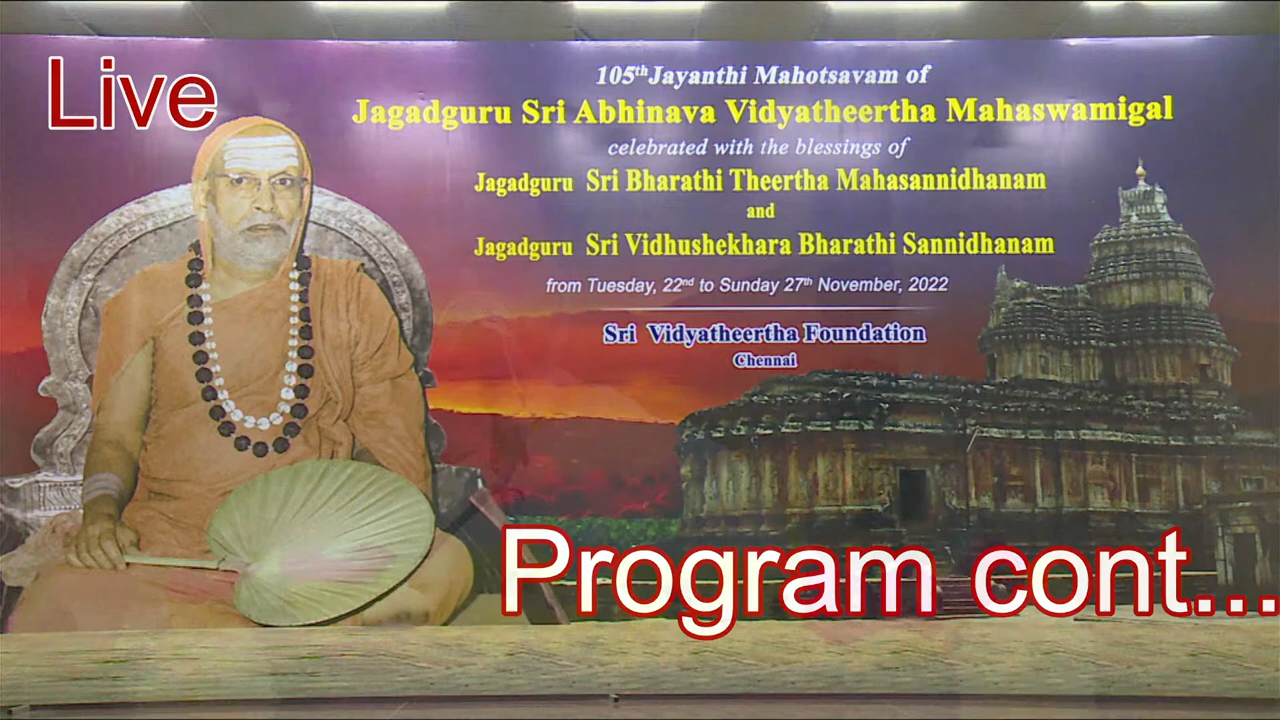 Live
105th Jayanthi Mahotsavam of
Jagadguru Sri Abhinava Vidyatheertha Mahaswamigal
celebrated with the blessings of
Jagadguru Sri Bharathi Theertha Mahasannidhanam
and
Jagadguru Sri Vidhushekhara Bharathi Sannidhanam
from Tuesday, 22nd to Sunday 27th November, 2022
Sri Vidyatheertha Foundation
Chennai
Program cont...